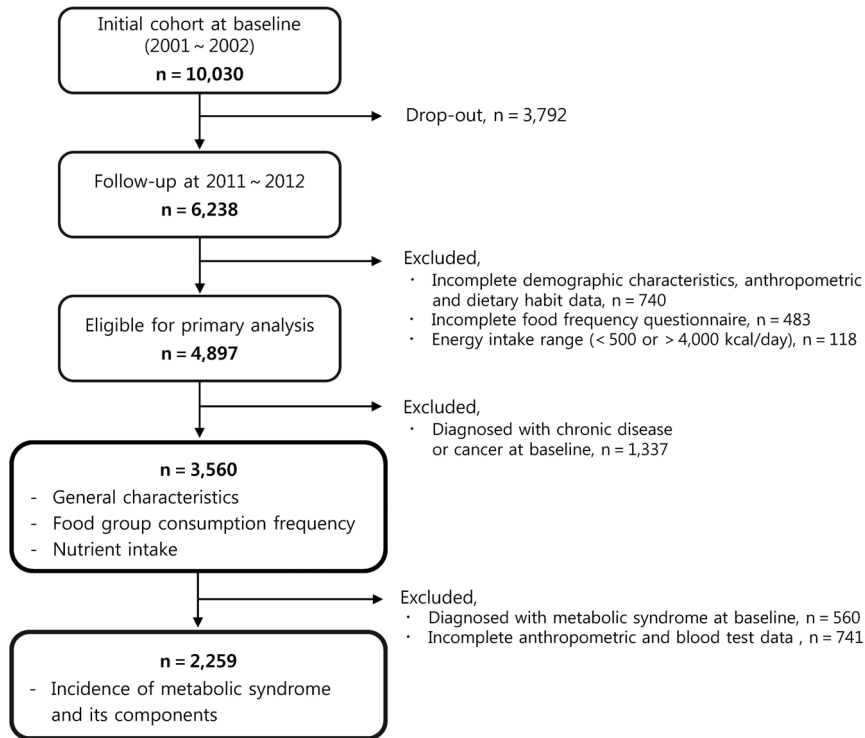 Initial cohort at baseline
(2001 ~ 2002)
n = 10,030
Drop-out, n = 3,792
Follow-up at 2011 ~ 2012
n = 6,238
Excluded,
· Incomplete demographic characteristics, anthropometric
and dietary habit data, n = 740
· Incomplete food frequency questionnaire, n = 483
· Energy intake range (< 500 or > 4,000 kcal/day), n = 118
Eligible for primary analysis
n = 4,897
Excluded,
· Diagnosed with chronic disease
or cancer at baseline, n = 1,337
n = 3,560
- General characteristics
- Food group consumption frequency
- Nutrient intake
Excluded,
· Diagnosed with metabolic syndrome at baseline, n = 560
· Incomplete anthropometric and blood test data , n = 741
n = 2,259
- Incidence of metabolic syndrome
and its components